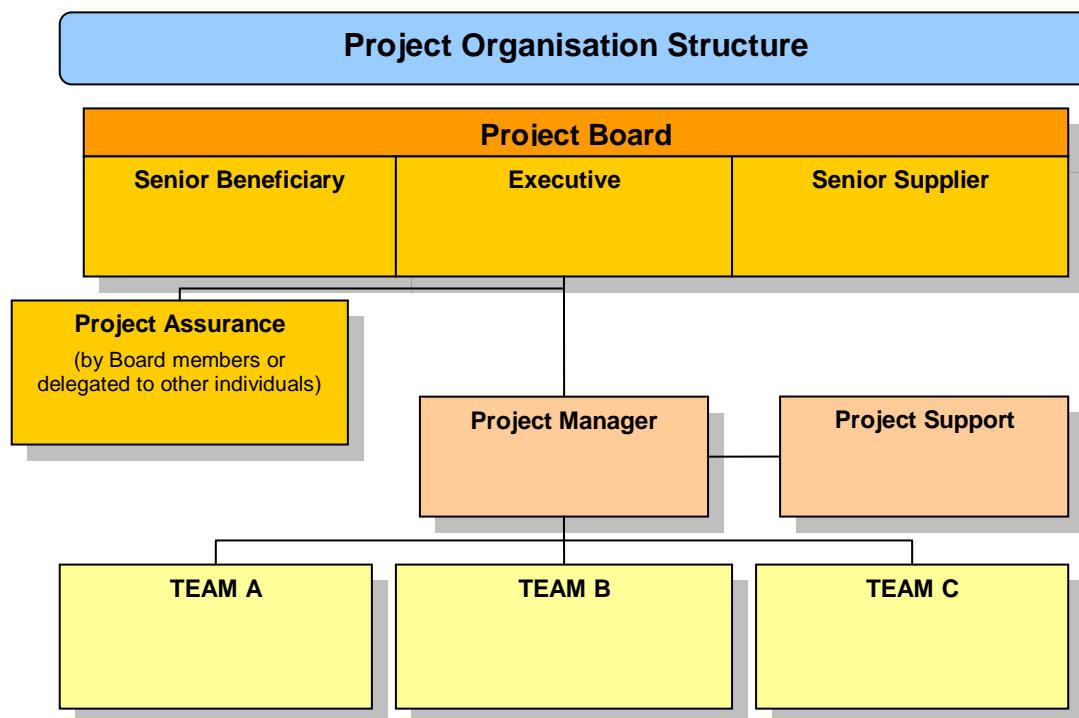 Project Organisation Structure
Project Board
Senior Beneficiary
Executive
Senior Supplier
Project Assurance
(by Board members or
delegated to other individuals)
Project Manager
Project Support
TEAM A
TEAM B
TEAM C